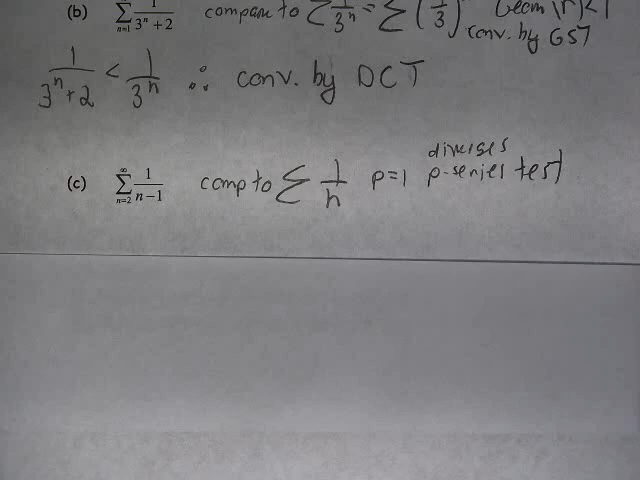 (b) ∑ n=1 1/3ⁿ + 2 compare to ∑ 1/3ⁿ = ∑ (1/3) Geom |r| < 1
conv. by GST
1/3ⁿ+2 < 1/3ⁿ ∴ conv. by DCT
diverges
(c) ∞ ∑ n=2 1/n−1 comp to ∑ 1/n p=1 p-series test